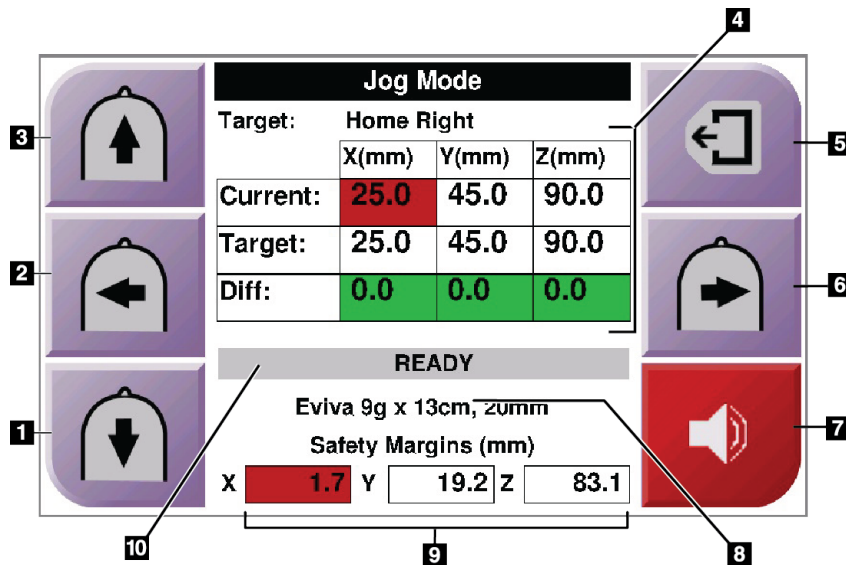 4
Jog Mode
Target: Home Right
3
5
X(mm) Y(mm) Z(mm)
Current: 25.0 45.0 90.0
Target: 25.0 45.0 90.0
2
6
Diff: 0.0 0.0 0.0
READY
Eviva 9g x 13cm, 20mm
1
7
Safety Margins (mm)
X 1.7 Y 19.2 Z 83.1
10
9
8